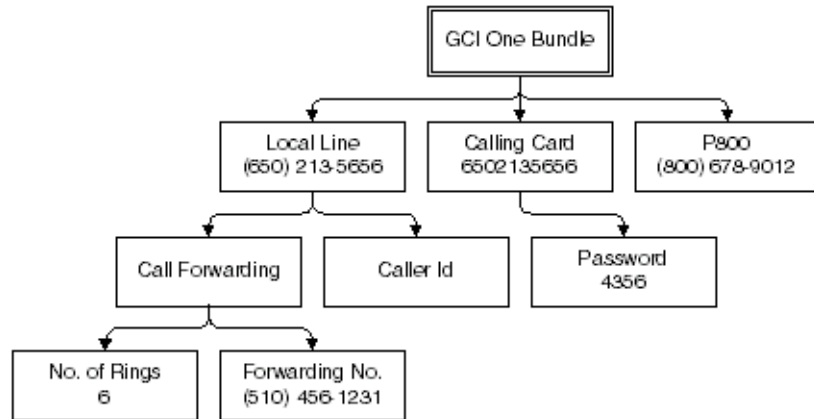 GCI One Bundle
Local Line
(650) 213-5656
Calling Card
6502135656
P800
(800) 678-9012
Call Forwarding
Caller Id
Password
4356
No. of Rings
6
Forwarding No.
(510) 456-1231